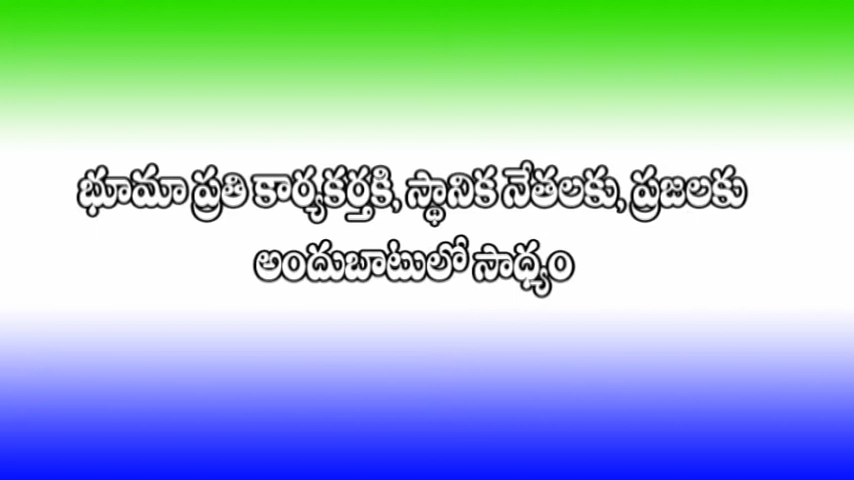 భూమా ప్రతి కార్యకర్తకి, స్థానిక నేతలకు, ప్రజలకు
అందుబాటులో సాధ్యం